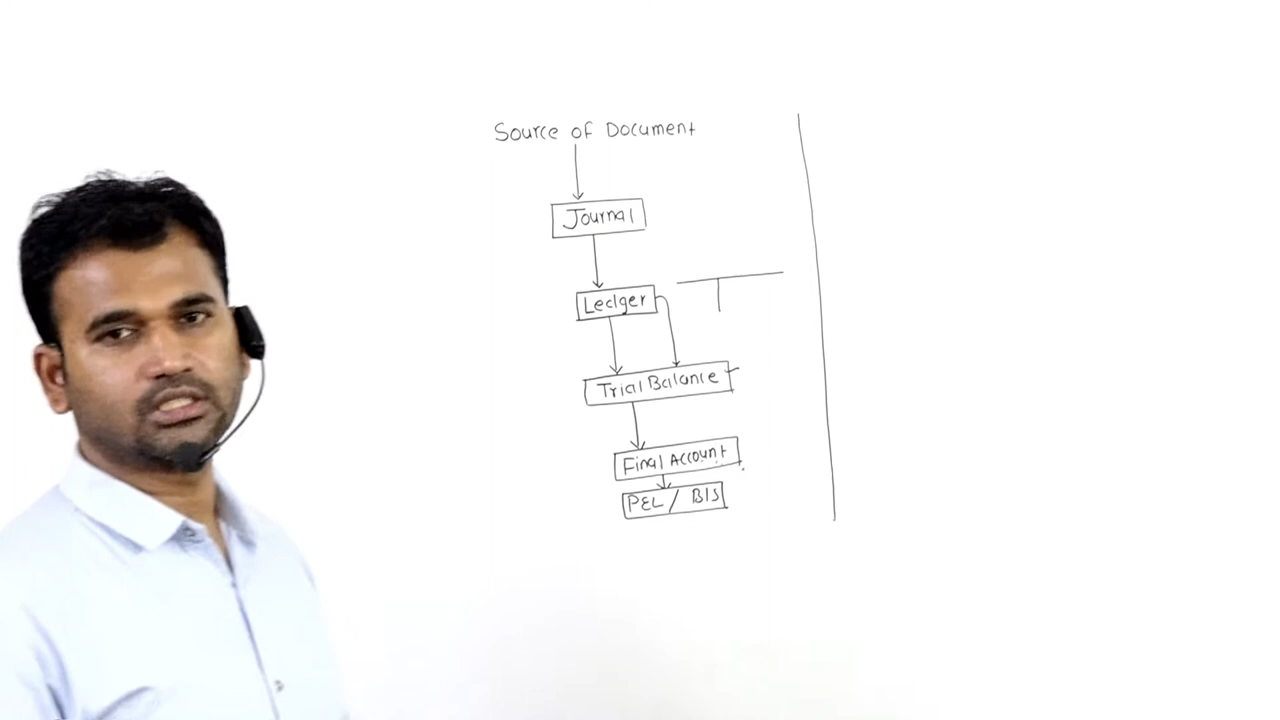 Source of Document
Journal
Ledger
Trial Balance
Final Account
P&L / B/S